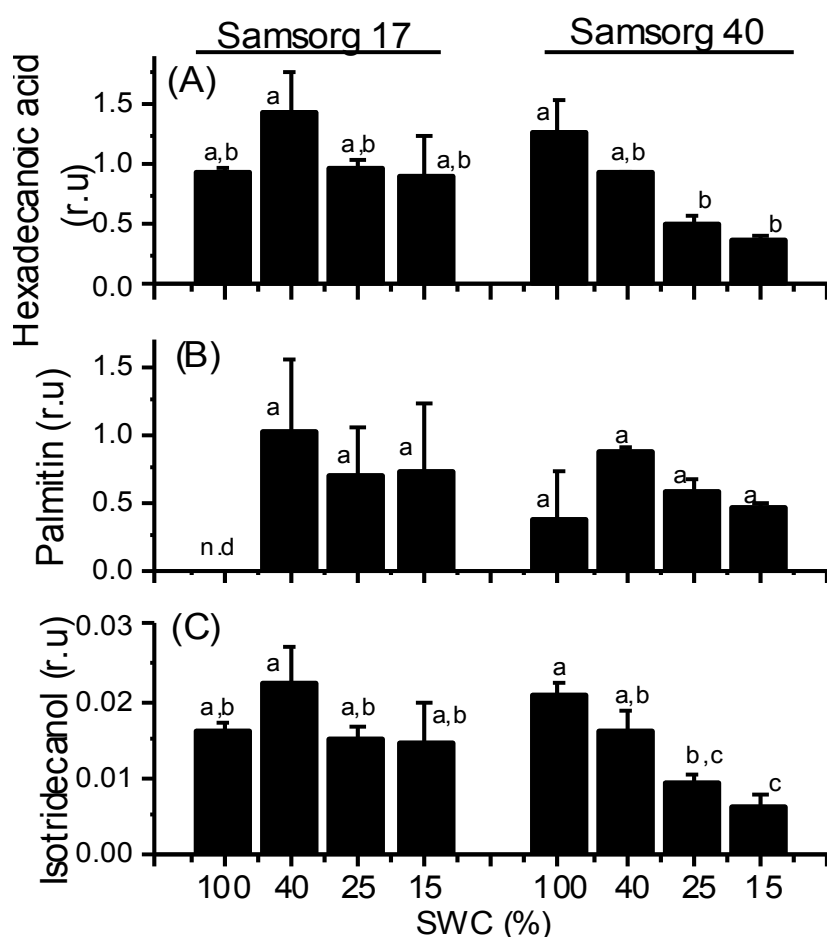 Samsorg 17
Samsorg 40
(A)
Hexadecanoic acid
(r.u)
1.5
1.0
0.5
0.0
a,b
a
a,b
a,b
a
a,b
b
b
(B)
Palmitin (r.u)
1.5
1.0
0.5
0.0
n.d
a
a
a
a
a
a
a
(C)
Isotridecanol (r.u)
0.03
0.02
0.01
0.00
a,b
a
a,b
a,b
a
a,b
b,c
c
100 40 25 15 100 40 25 15
SWC (%)